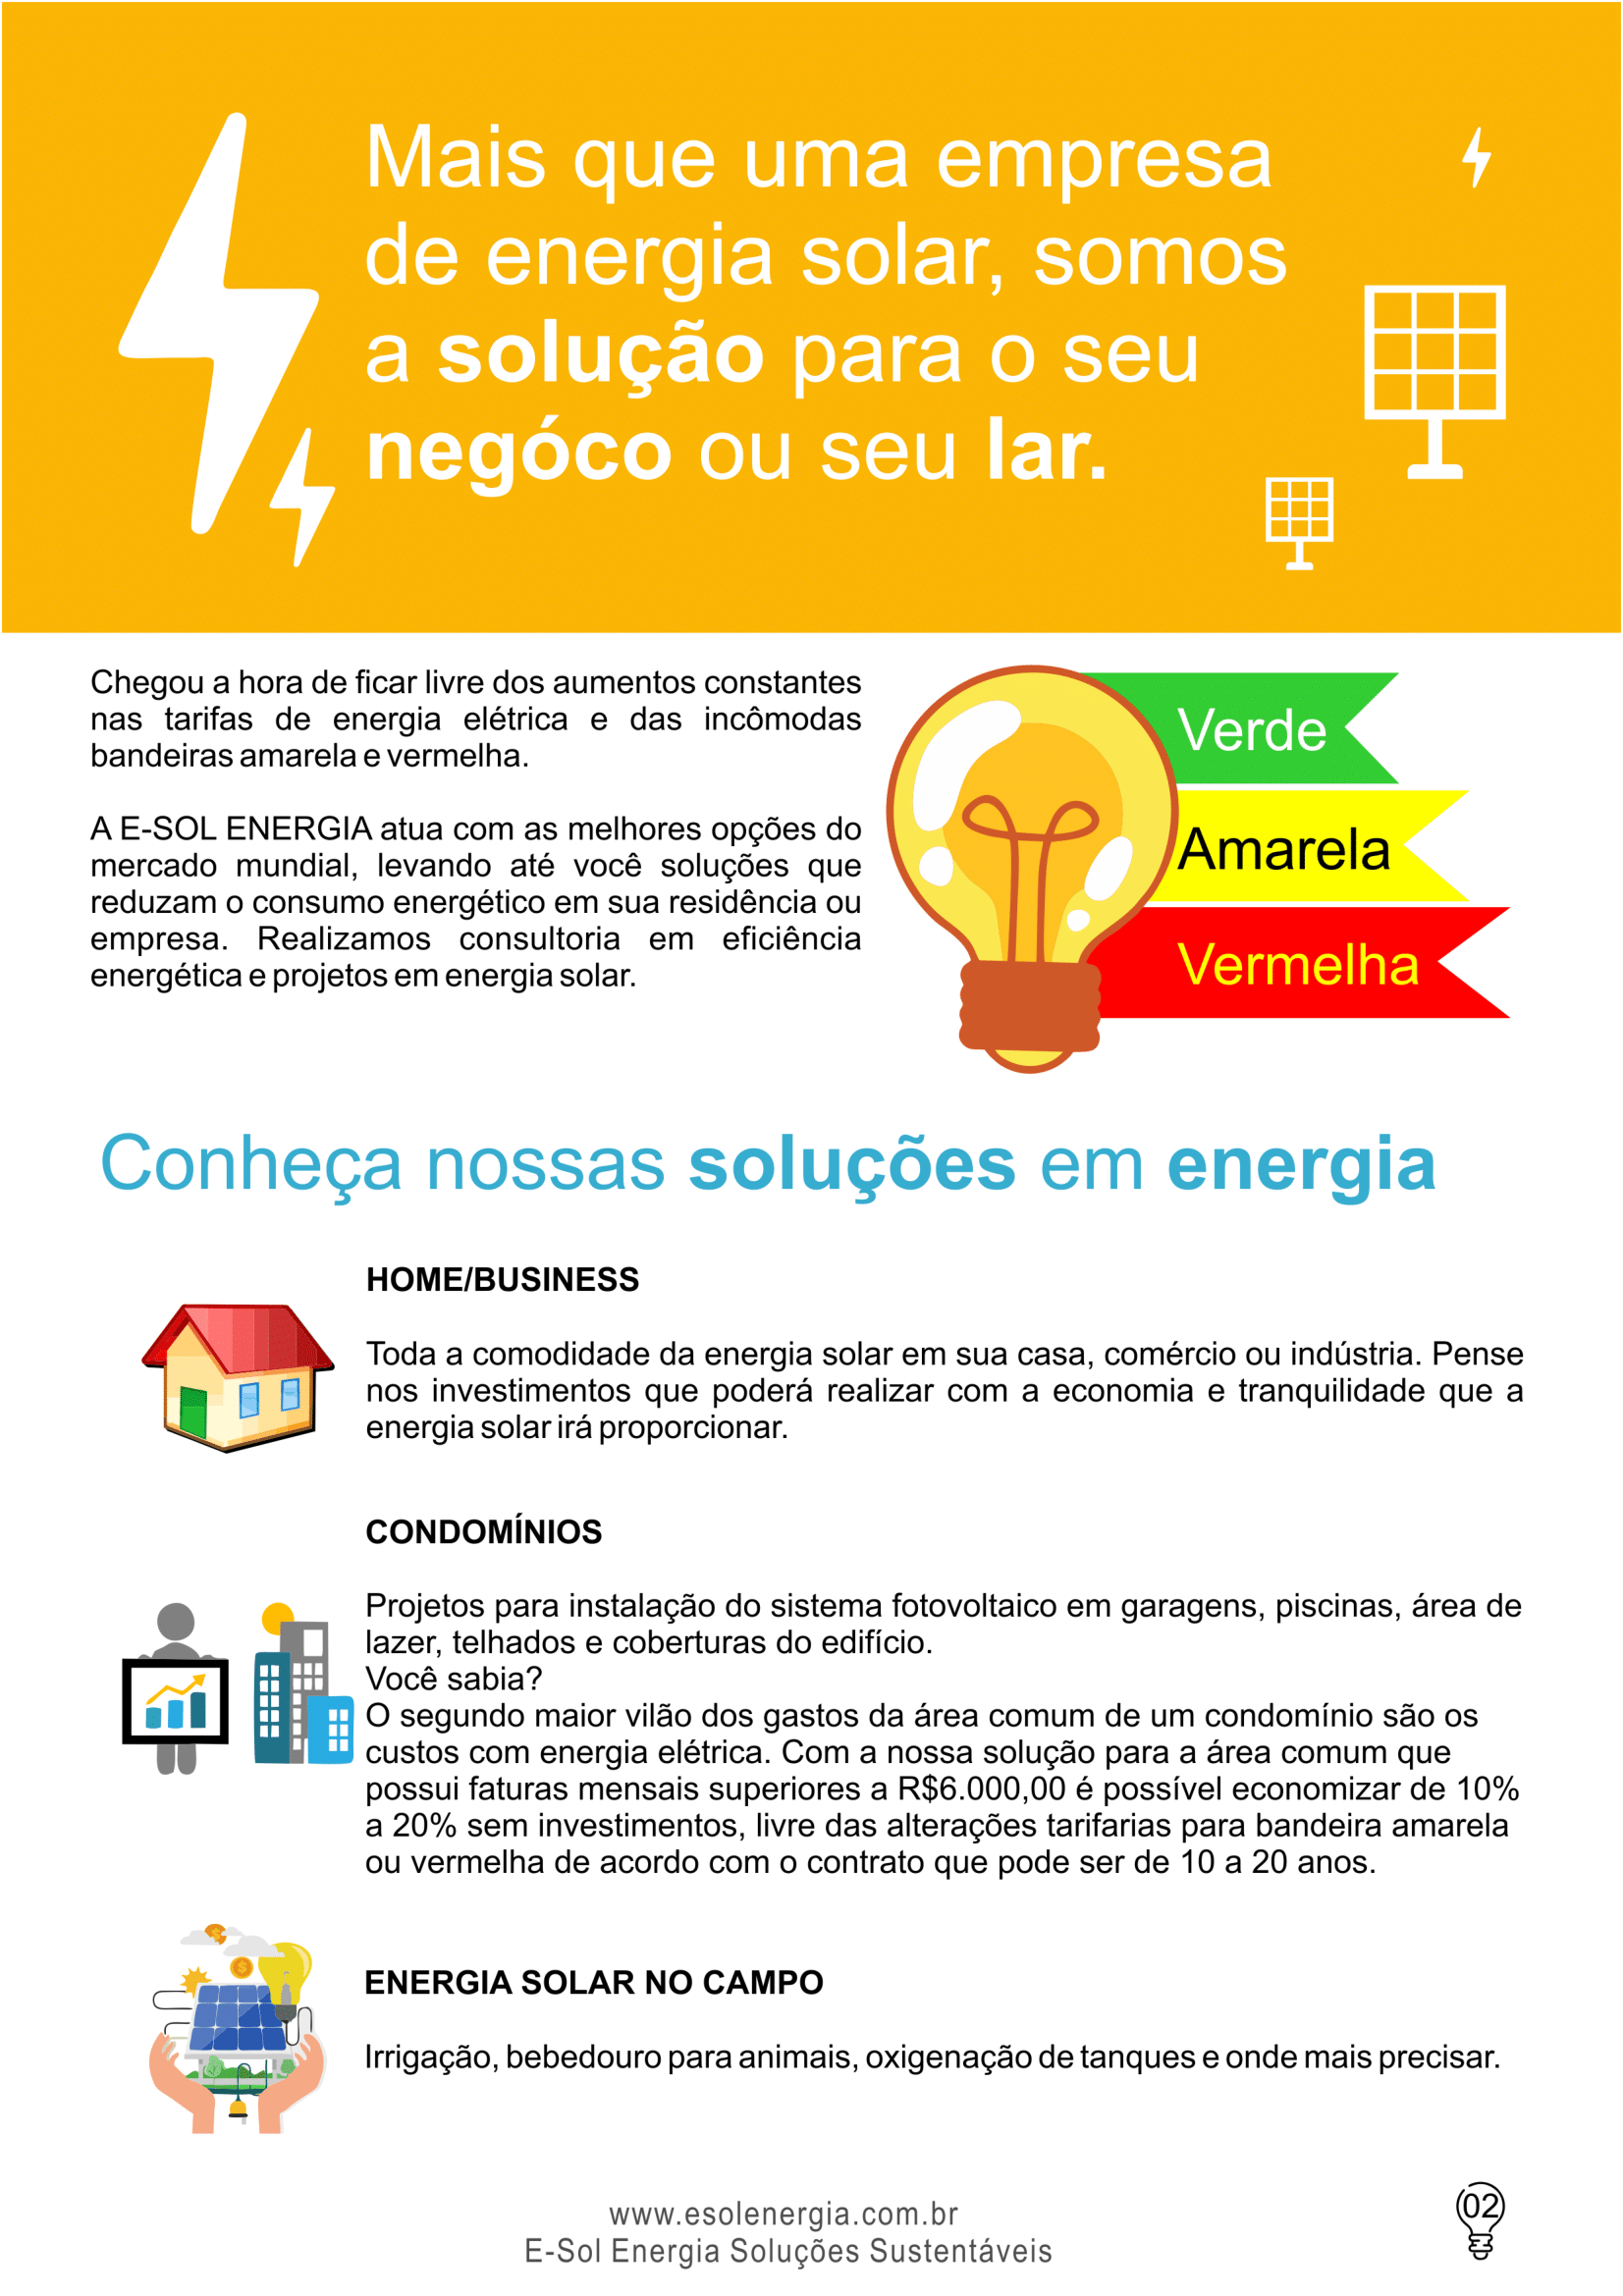 Mais que uma empresa
de energia solar, somos
a solução para o seu
negóco ou seu lar.
Chegou a hora de ficar livre dos aumentos constantes
nas tarifas de energia elétrica e das incômodas
bandeiras amarela e vermelha.
A E-SOL ENERGIA atua com as melhores opções do
mercado mundial, levando até você soluções que
reduzam o consumo energético em sua residência ou
empresa. Realizamos consultoria em eficiência
energética e projetos em energia solar.
Verde
Amarela
Vermelha
Conheça nossas soluções em energia
HOME/BUSINESS
Toda a comodidade da energia solar em sua casa, comércio ou indústria. Pense
nos investimentos que poderá realizar com a economia e tranquilidade que a
energia solar irá proporcionar.
CONDOMÍNIOS
Projetos para instalação do sistema fotovoltaico em garagens, piscinas, área de
lazer, telhados e coberturas do edifício.
Você sabia?
O segundo maior vilão dos gastos da área comum de um condomínio são os
custos com energia elétrica. Com a nossa solução para a área comum que
possui faturas mensais superiores a R$6.000,00 é possível economizar de 10%
a 20% sem investimentos, livre das alterações tarifarias para bandeira amarela
ou vermelha de acordo com o contrato que pode ser de 10 a 20 anos.
ENERGIA SOLAR NO CAMPO
Irrigação, bebedouro para animais, oxigenação de tanques e onde mais precisar.
www.esolenergia.com.br
E-Sol Energia Soluções Sustentáveis
02